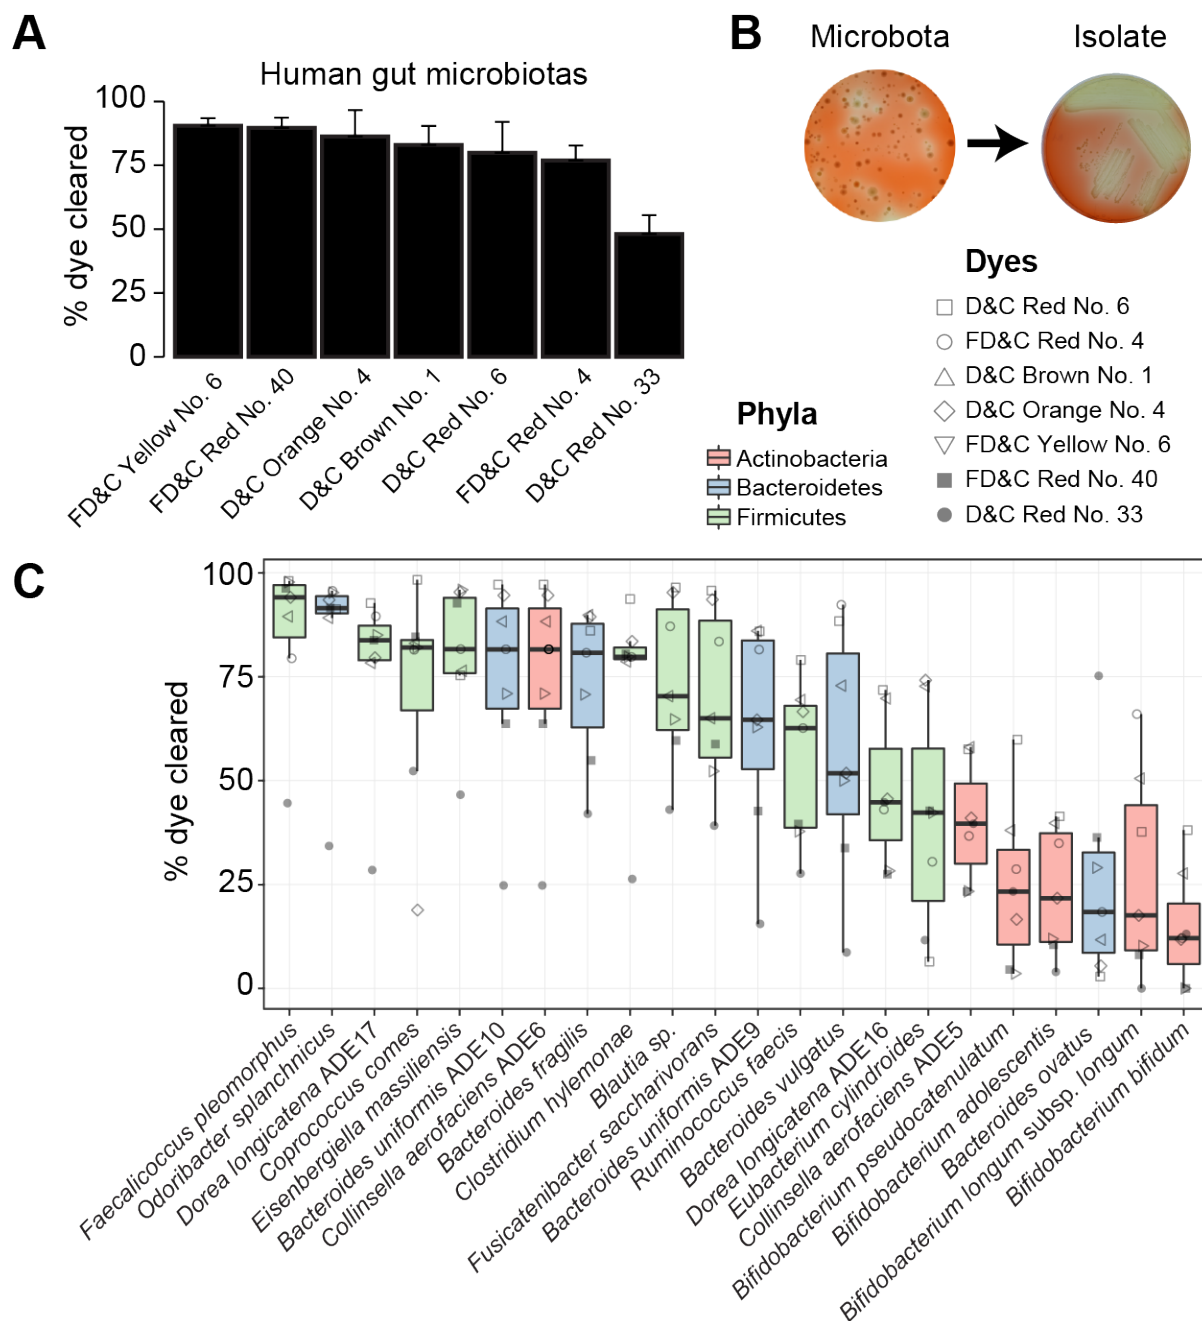 A
Human gut microbiotas
% dye cleared
100
75
50
25
0
FD&C Yellow No. 6
FD&C Red No. 40
D&C Orange No. 4
D&C Brown No. 1
D&C Red No. 6
FD&C Red No. 4
D&C Red No. 33
B
Microbota
Isolate
Dyes
D&C Red No. 6
FD&C Red No. 4
D&C Brown No. 1
D&C Orange No. 4
FD&C Yellow No. 6
FD&C Red No. 40
D&C Red No. 33
Phyla
Actinobacteria
Bacteroidetes
Firmicutes
C
% dye cleared
100
75
50
25
0
Faecalicoccus pleomorphus
Odoribacter splanchnicus
Dorea longicatena ADE17
Coprococcus comes
Eisenbergiella massiliensis
Bacteroides uniformis ADE10
Collinsella aerofaciens ADE6
Bacteroides fragilis
Clostridium hylemonae
Blautia sp.
Fusicatenibacter saccharivorans
Bacteroides uniformis ADE9
Ruminococcus faecis
Bacteroides vulgatus
Dorea longicatena ADE16
Eubacterium cylindroides
Collinsella aerofaciens ADE5
Bifidobacterium pseudocatenulatum
Bifidobacterium adolescentis
Bacteroides ovatus
Bifidobacterium longum subsp. longum
Bifidobacterium bifidum